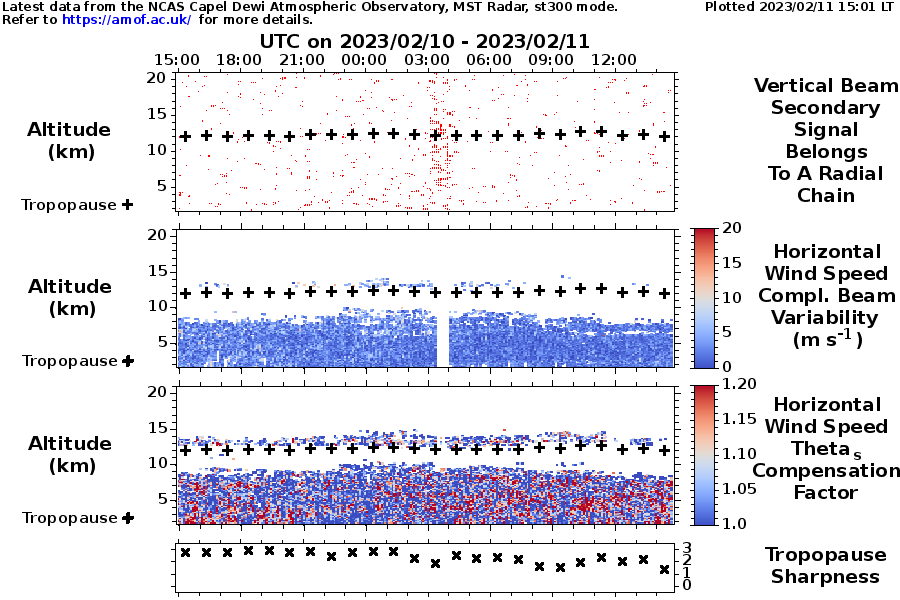 Latest data from the NCAS Capel Dewi Atmospheric Observatory, MST Radar, st300 mode.
Plotted 2023/02/11 15:01 LT
Refer to https://amof.ac.uk/ for more details.
UTC on 2023/02/10 - 2023/02/11
15:00 18:00 21:00 00:00 03:00 06:00 09:00 12:00
20
15
10
5
Altitude
(km)
Tropopause +
Vertical Beam
Secondary
Signal
Belongs
To A Radial
Chain
20
15
10
5
Altitude
(km)
Tropopause +
20
15
10
5
0
Horizontal
Wind Speed
Compl. Beam
Variability
(m s-1)
20
15
10
5
Altitude
(km)
Tropopause +
1.20
1.15
1.10
1.05
1.0
Horizontal
Wind Speed
Theta s
Compensation
Factor
3
2
1
0
Tropopause
Sharpness